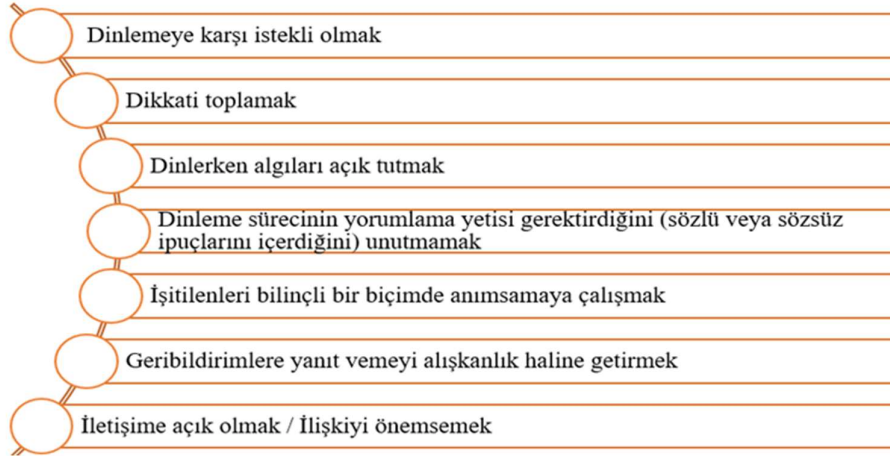 Dinlemeye karşı istekli olmak
Dikkati toplamak
Dinlerken algıları açık tutmak
Dinleme sürecinin yorumlama yetisi gerektirdiğini (sözlü veya sözsüz
ipuçlarını içerdiğini) unutmamak
İşitilenleri bilinçli bir biçimde anımsamaya çalışmak
Geribildirimlere yanıt vemeyi alışkanlık haline getirmek
İletişime açık olmak / İlişkiyi önemsemek